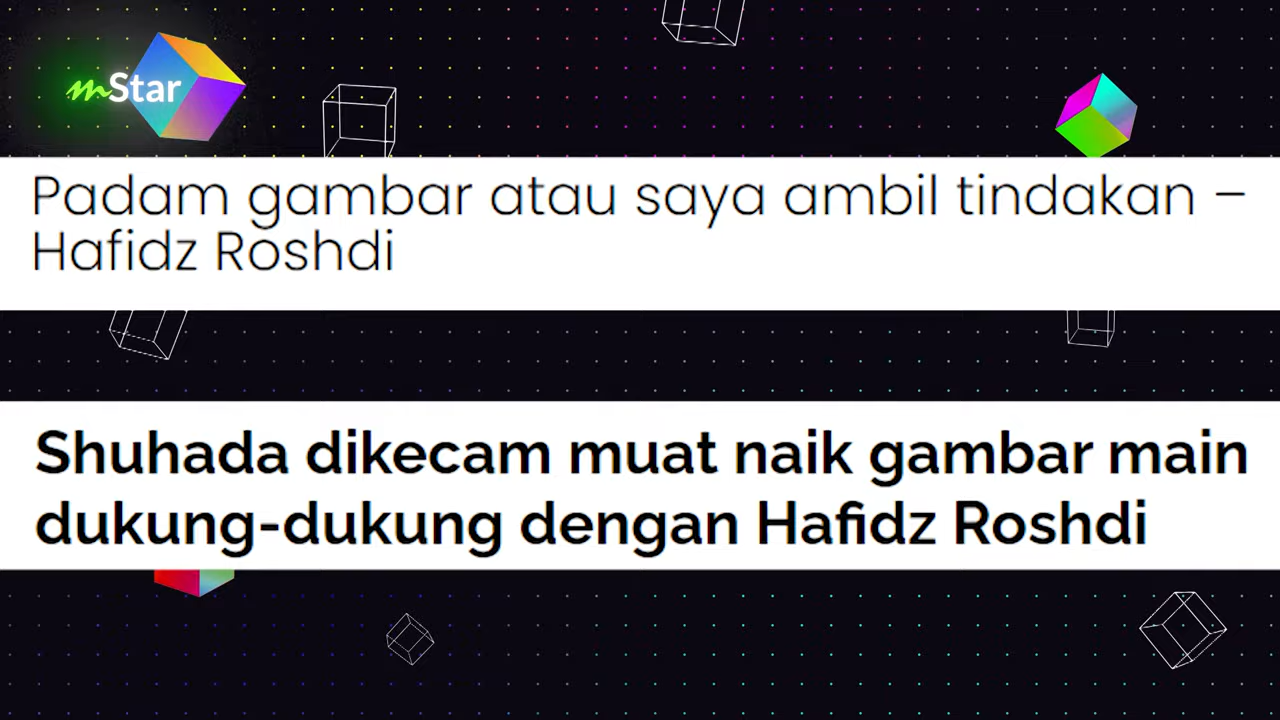 mStar
Padam gambar atau saya ambil tindakan –
Hafidz Roshdi
Shuhada dikecam muat naik gambar main
dukung-dukung dengan Hafidz Roshdi